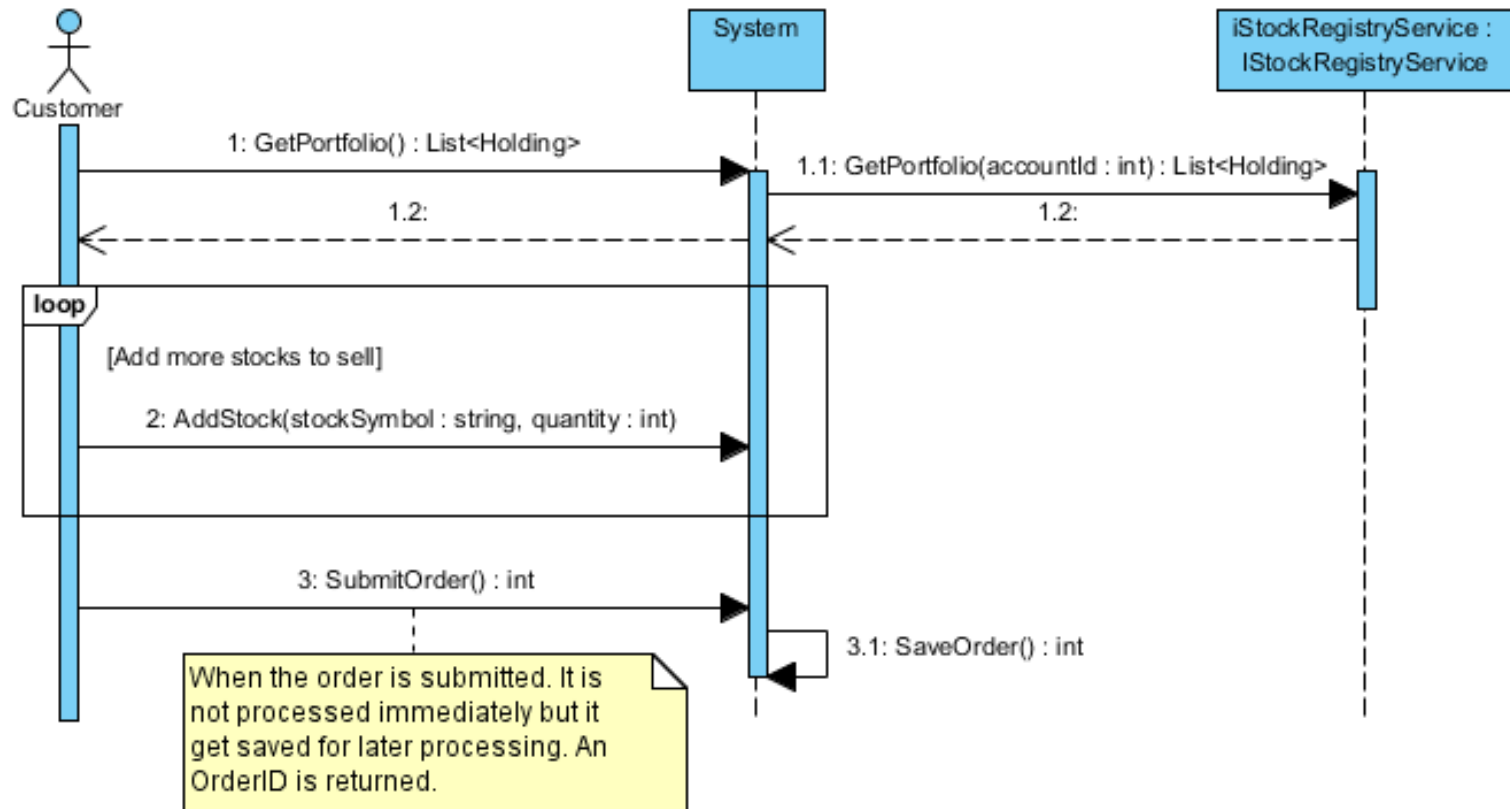 System
iStockRegistryService :
IStockRegistryService
Customer
1: GetPortfolio() : List<Holding>
1.1: GetPortfolio(accountId : int) : List<Holding>
1.2:
1.2:
loop
[Add more stocks to sell]
2: AddStock(stockSymbol : string, quantity : int)
3: SubmitOrder() : int
3.1: SaveOrder() : int
When the order is submitted. It is
not processed immediately but it
get saved for later processing. An
OrderID is returned.